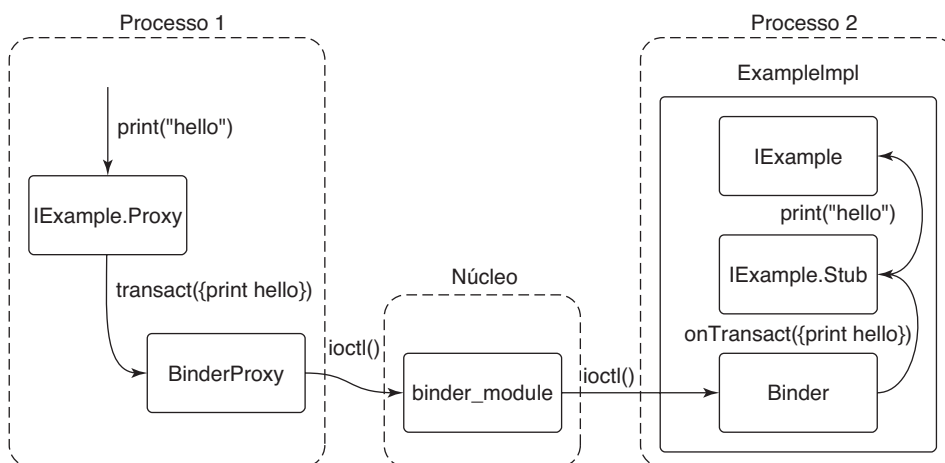 Processo 1
Processo 2
ExampleImpl
print("hello")
IExample
IExample.Proxy
print("hello")
Núcleo
IExample.Stub
transact({print hello})
onTransact({print hello})
ioctl()
BinderProxy
binder_module
ioctl()
Binder